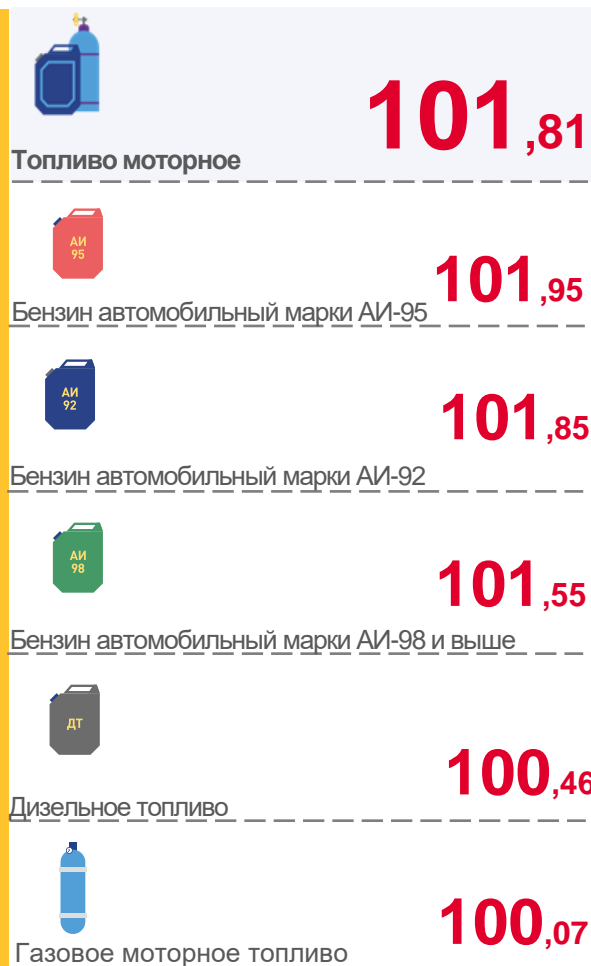 101,81
Топливо моторное
АИ
95
101,95
Бензин автомобильный марки АИ-95
АИ
92
101,85
Бензин автомобильный марки АИ-92
АИ
98
101,55
Бензин автомобильный марки АИ-98 и выше
ДТ
100,46
Дизельное топливо
100,07
Газовое моторное топливо